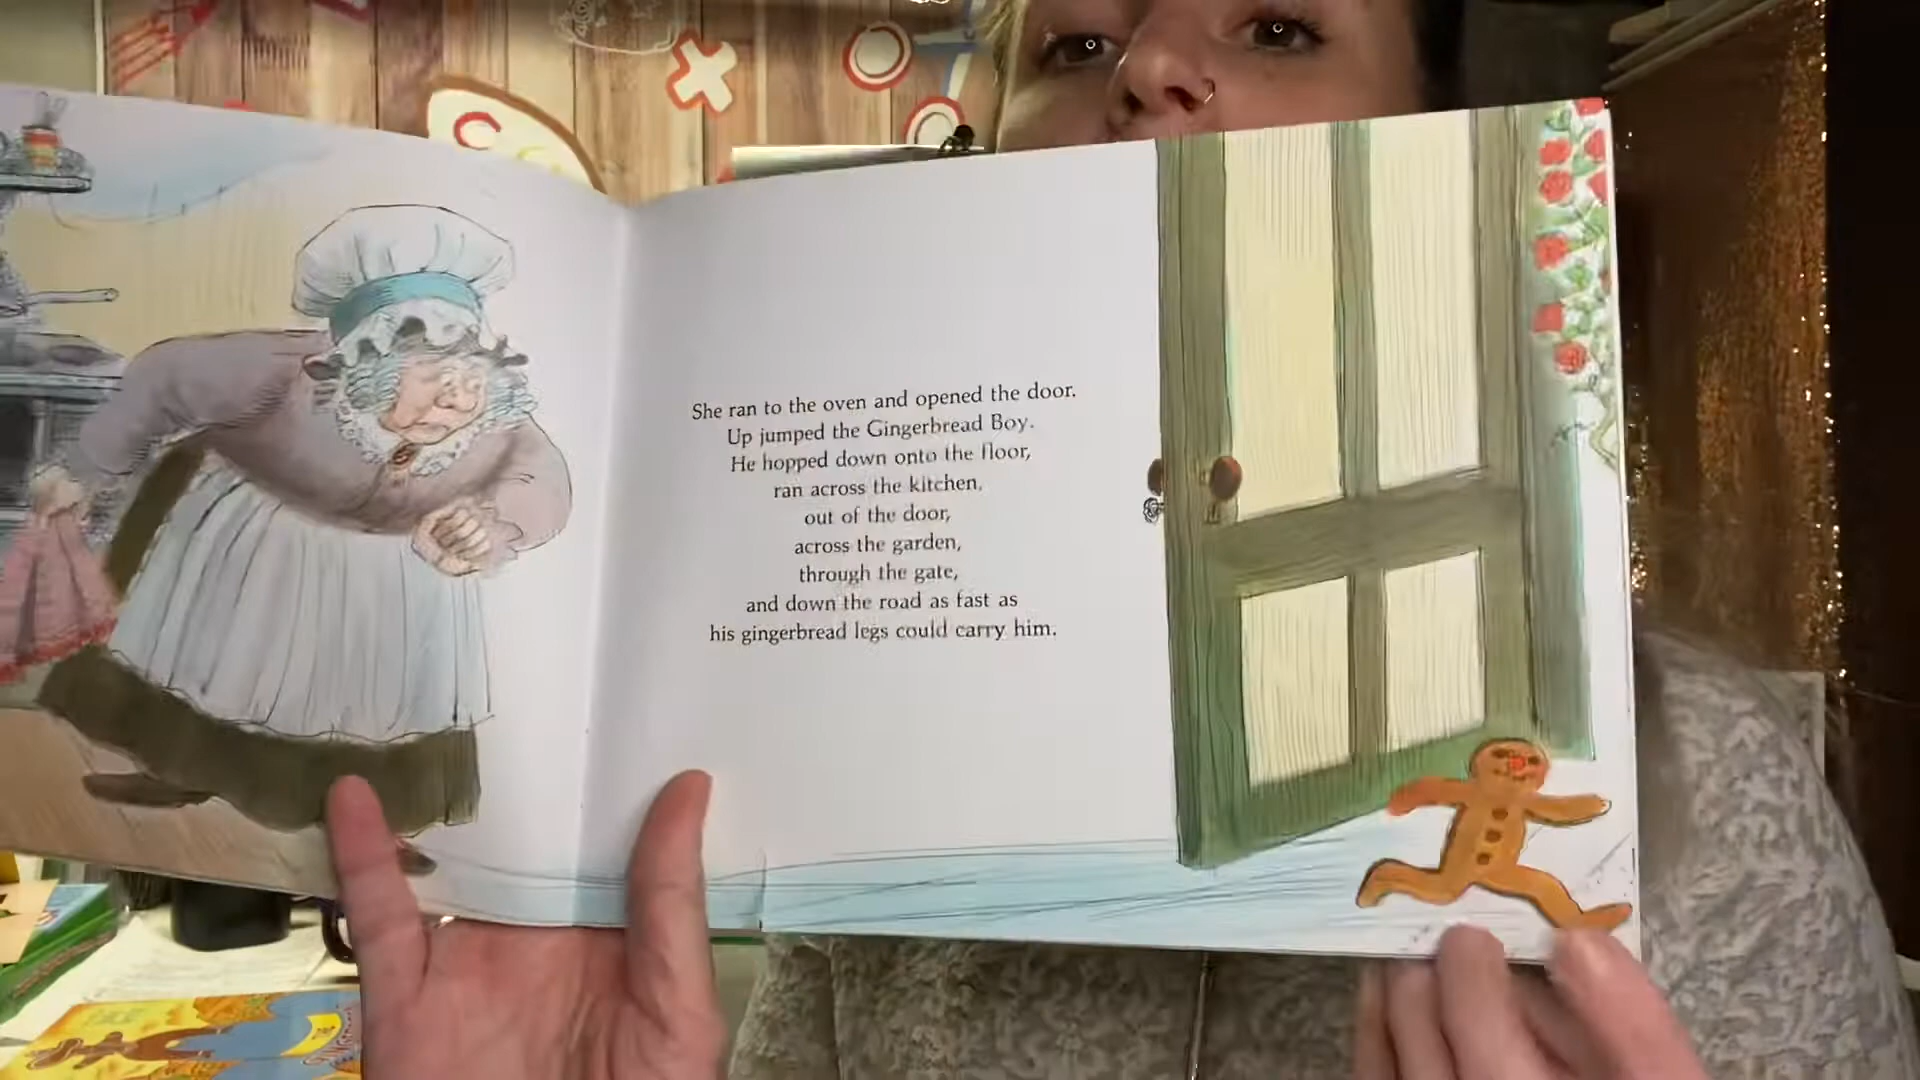 She ran to the oven and opened the door.
Up jumped the Gingerbread Boy.
He hopped down onto the floor,
ran across the kitchen,
out of the door,
across the garden,
through the gate,
and down the road as fast as
his gingerbread legs could carry him.